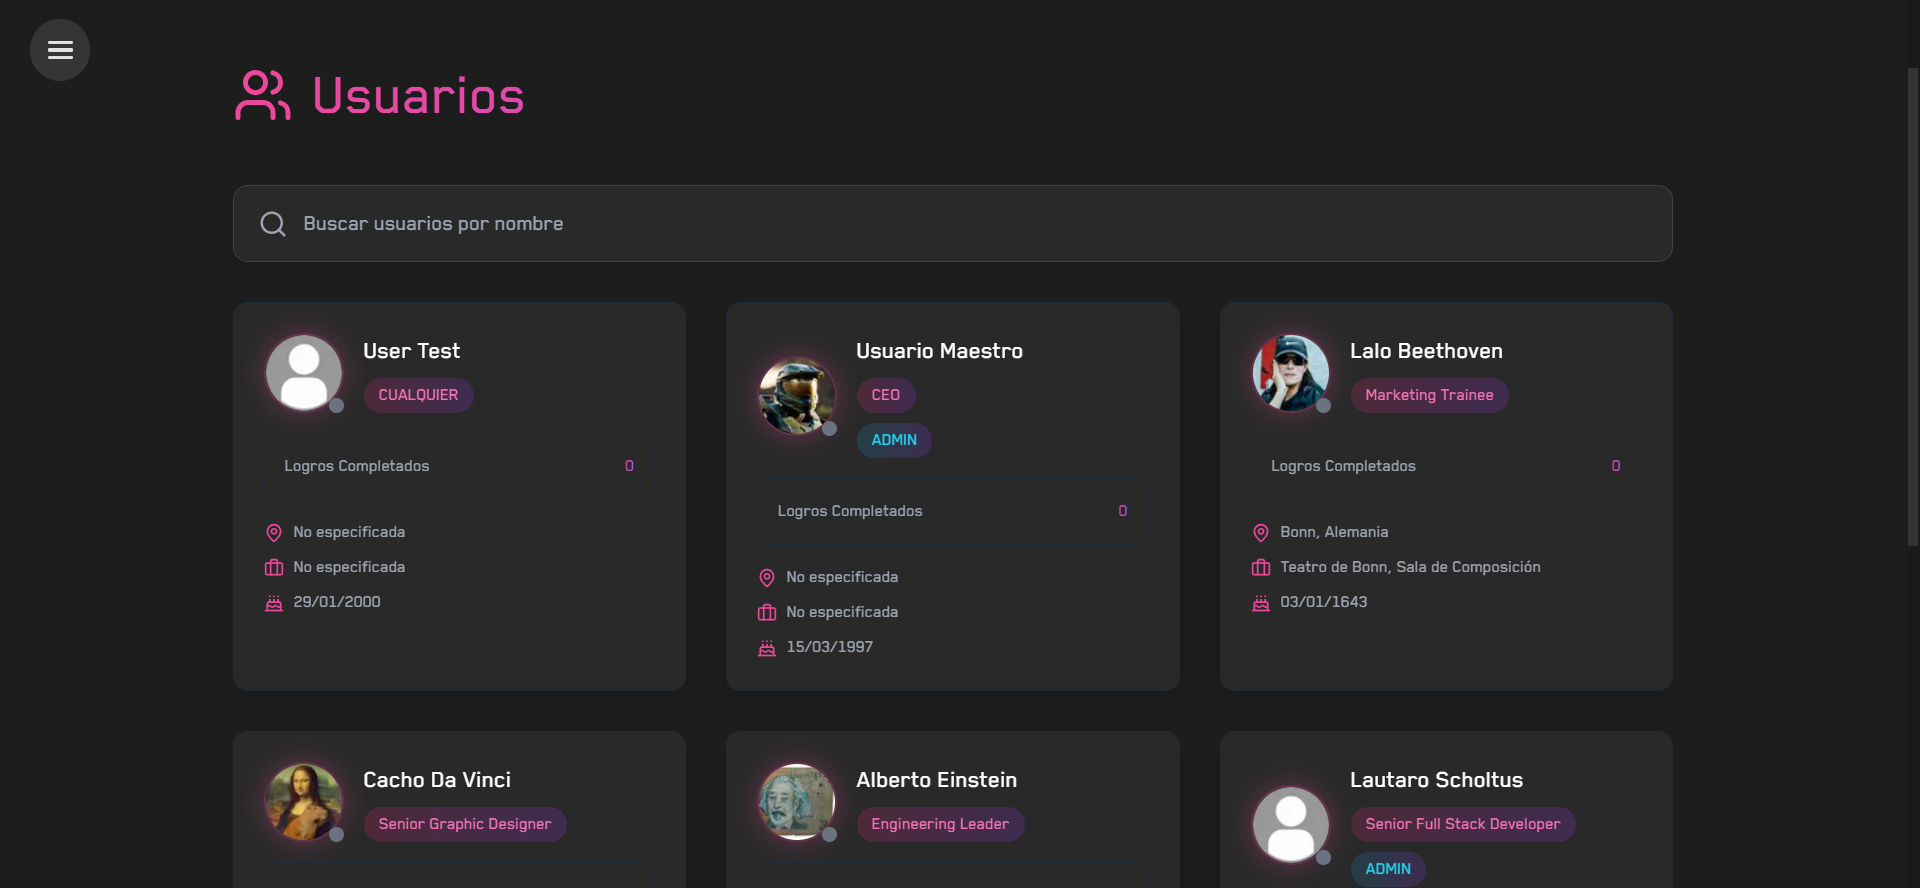 Usuarios
Buscar usuarios por nombre
User Test
CUALQUIER
Logros Completados 0
No especificada
No especificada
29/01/2000
Usuario Maestro
CEO
ADMIN
Logros Completados 0
No especificada
No especificada
15/03/1997
Lalo Beethoven
Marketing Trainee
Logros Completados 0
Bonn, Alemania
Teatro de Bonn, Sala de Composición
03/01/1643
Cacho Da Vinci
Senior Graphic Designer
Alberto Einstein
Engineering Leader
Lautaro Scholtus
Senior Full Stack Developer
ADMIN